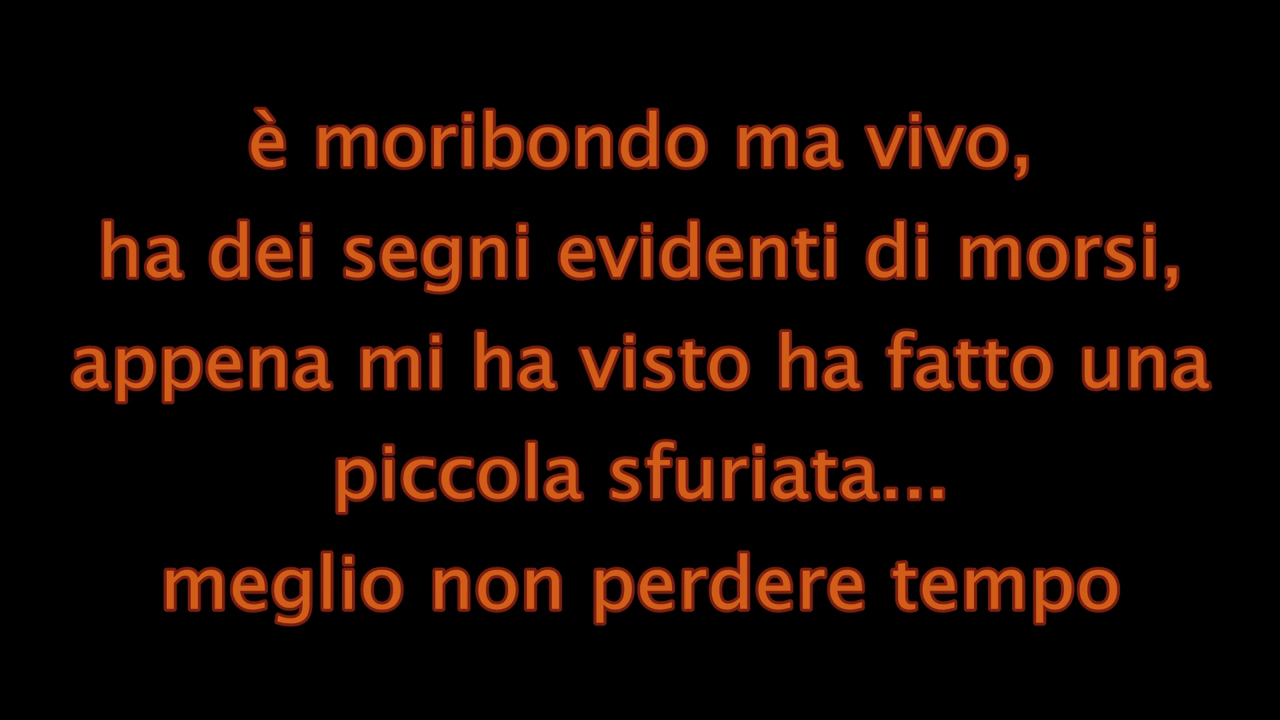 è moribondo ma vivo,
ha dei segni evidenti di morsi,
appena mi ha visto ha fatto una
piccola sfuriata...
meglio non perdere tempo